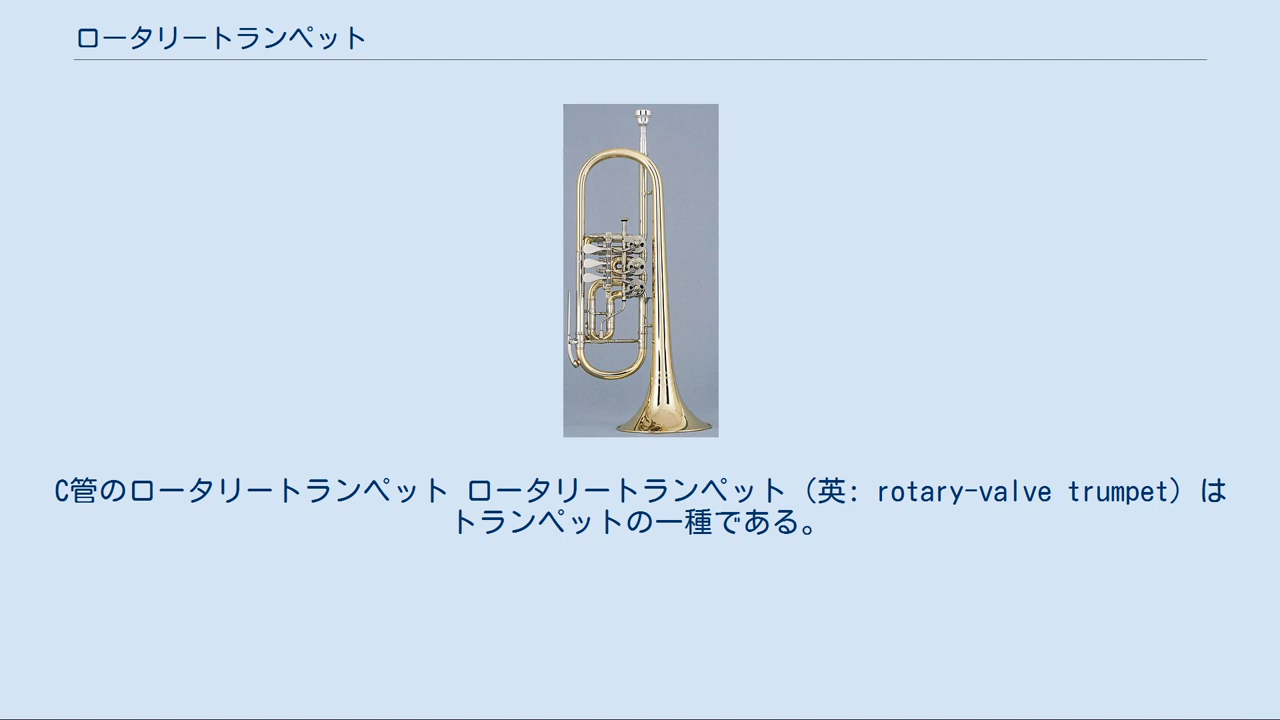 ロータリートランペット
C管のロータリートランペット ロータリートランペット（英: rotary-valve trumpet）は
トランペットの一種である。